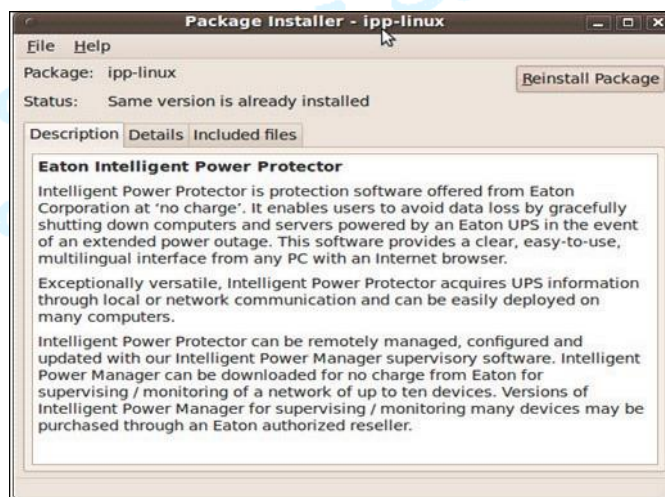 Package Installer - ipp-linux
File Help
Package: ipp-linux
Reinstall Package
Status: Same version is already installed
Description Details Included files
Eaton Intelligent Power Protector
Intelligent Power Protector is protection software offered from Eaton
Corporation at ‘no charge’. It enables users to avoid data loss by gracefully
shutting down computers and servers powered by an Eaton UPS in the event
of an extended power outage. This software provides a clear, easy-to-use,
multilingual interface from any PC with an Internet browser.
Exceptionally versatile, Intelligent Power Protector acquires UPS information
through local or network communication and can be easily deployed on
many computers.
Intelligent Power Protector can be remotely managed, configured and
updated with our Intelligent Power Manager supervisory software. Intelligent
Power Manager can be downloaded for no charge from Eaton for
supervising / monitoring of a network of up to ten devices. Versions of
Intelligent Power Manager for supervising / monitoring many devices may be
purchased through an Eaton authorized reseller.